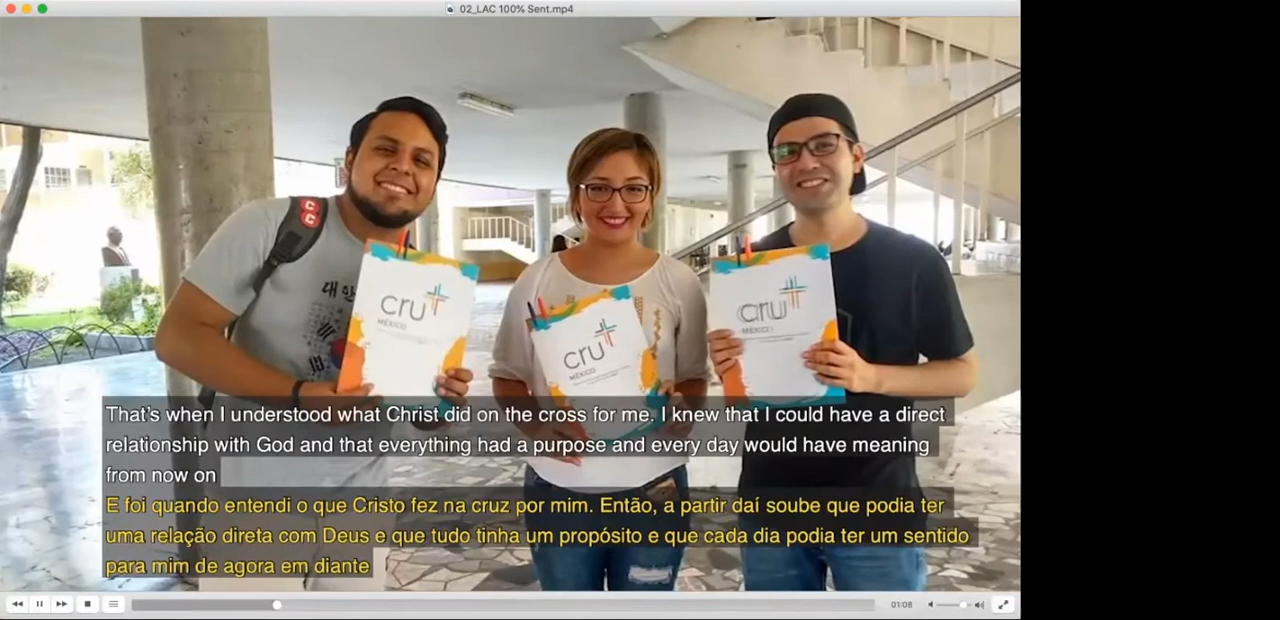 02_LAC 100% Sent.mp4
CC
대한
cru
MÉXICO
cru
MÉXICO
cru
MÉXICO
That's when I understood what Christ did on the cross for me. I knew that I could have a direct
relationship with God and that everything had a purpose and every day would have meaning
from now on
E foi quando entendi o que Cristo fez na cruz por mim. Então, a partir daí soube que podia ter
uma relação direta com Deus e que tudo tinha um propósito e que cada dia podia ter um sentido
para mim de agora em diante
01:08